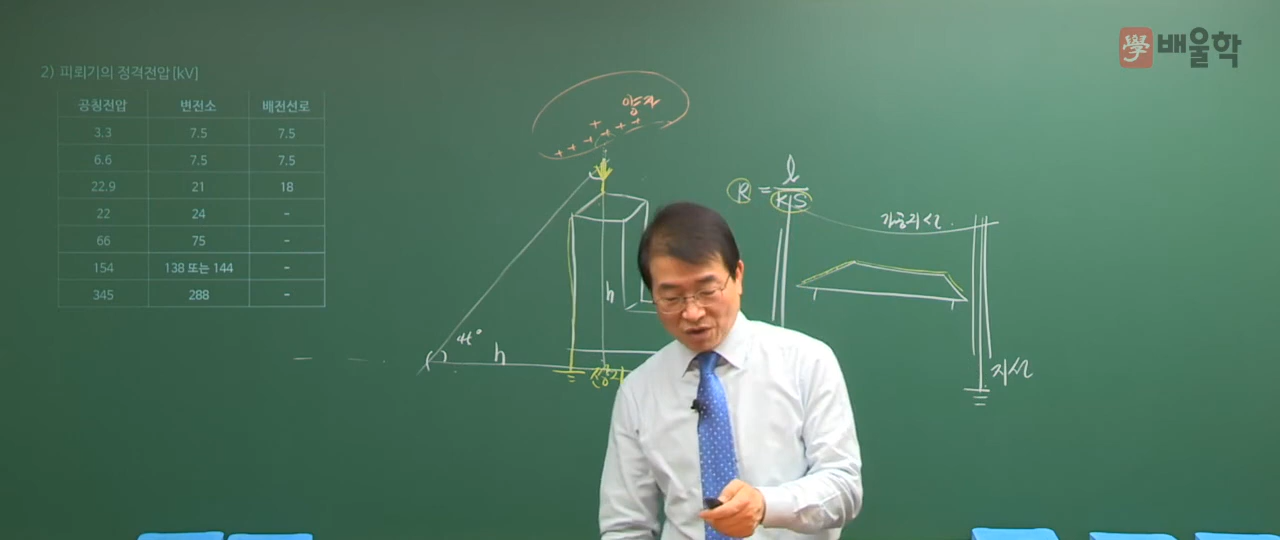 學 배울학
2) 피뢰기의 정격전압 [kV]
공칭전압 변전소 배전선로
3.3 7.5 7.5
6.6 7.5 7.5
22.9 21 18
22 24 -
66 75 -
154 138 또는 144 -
345 288 -
양자
+ + + + + + +
R = l / KS
가공지선
h
45°
h
지선